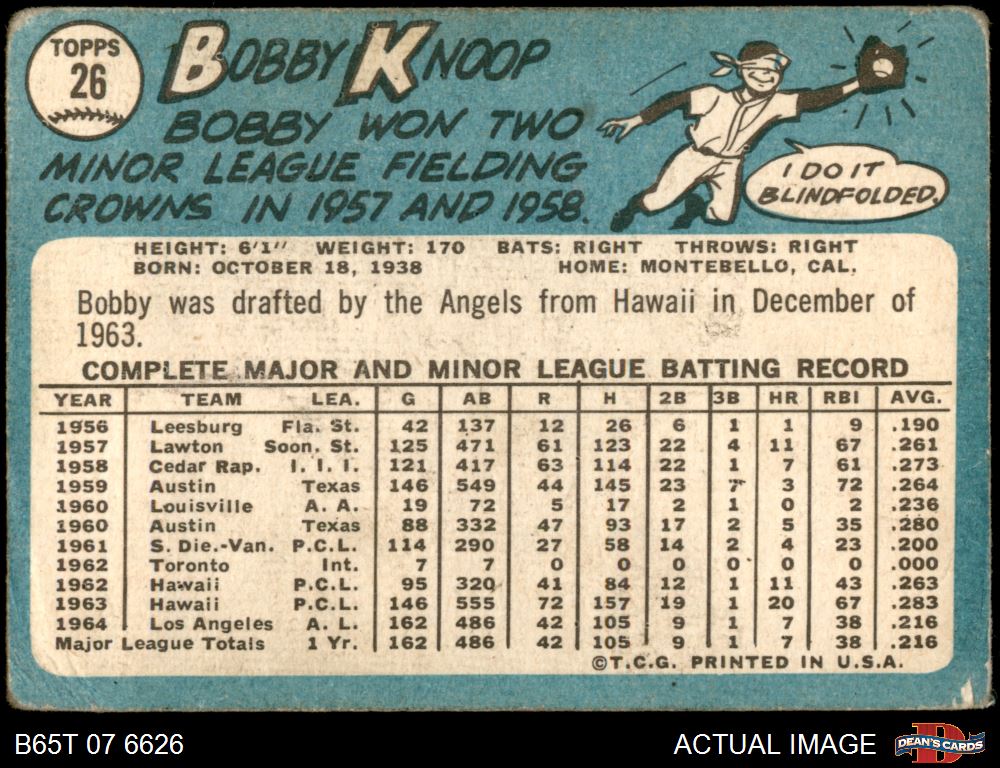 TOPPS
26
BOBBY KNOOP
BOBBY WON TWO
MINOR LEAGUE FIELDING
CROWNS IN 1957 AND 1958.
I DO IT
BLINDFOLDED.
HEIGHT: 6'1" WEIGHT: 170 BATS: RIGHT THROWS: RIGHT
BORN: OCTOBER 18, 1938 HOME: MONTEBELLO, CAL.
Bobby was drafted by the Angels from Hawaii in December of
1963.
COMPLETE MAJOR AND MINOR LEAGUE BATTING RECORD
YEAR TEAM LEA. G AB R H 2B 3B HR RBI AVG.
1956 Leesburg Fla. St. 42 137 12 26 6 1 1 9 .190
1957 Lawton Soon. St. 125 471 61 123 22 4 11 67 .261
1958 Cedar Rap. I. I. I. 121 417 63 114 22 1 7 61 .273
1959 Austin Texas 146 549 44 145 23 7 3 72 .264
1960 Louisville A. A. 19 72 5 17 2 1 0 2 .236
1960 Austin Texas 88 332 47 93 17 2 5 35 .280
1961 S. Die.-Van. P.C.L. 114 290 27 58 14 2 4 23 .200
1962 Toronto Int. 7 7 0 0 0 0 0 0 .000
1962 Hawaii P.C.L. 95 320 41 84 12 1 11 43 .263
1963 Hawaii P.C.L. 146 555 72 157 19 1 20 67 .283
1964 Los Angeles A. L. 162 486 42 105 9 1 7 38 .216
Major League Totals 1 Yr. 162 486 42 105 9 1 7 38 .216
©T.C.G. PRINTED IN U.S.A.
B65T 07 6626 ACTUAL IMAGE DEAN'S CARDS